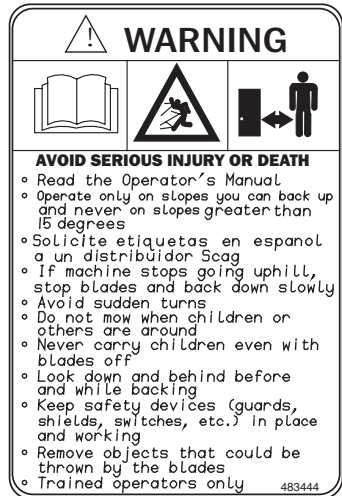 WARNING
AVOID SERIOUS INJURY OR DEATH
◦ Read the Operator's Manual
◦ Operate only on slopes you can back up
and never on slopes greater than
15 degrees
◦ Solicite etiquetas en espanol
a un distribuidor Scag
◦ If machine stops going uphill,
stop blades and back down slowly
◦ Avoid sudden turns
◦ Do not mow when children or
others are around
◦ Never carry children even with
blades off
◦ Look down and behind before
and while backing
◦ Keep safety devices (guards,
shields, switches, etc.) in place
and working
◦ Remove objects that could be
thrown by the blades
◦ Trained operators only 483444